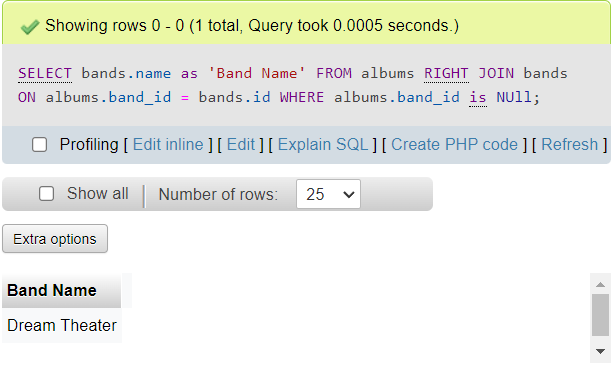 Showing rows 0 - 0 (1 total, Query took 0.0005 seconds.)
SELECT bands.name as 'Band Name' FROM albums RIGHT JOIN bands
ON albums.band_id = bands.id WHERE albums.band_id is NUll;
Profiling [ Edit inline ] [ Edit ] [ Explain SQL ] [ Create PHP code ] [ Refresh ]
Show all Number of rows: 25
Extra options
Band Name
Dream Theater